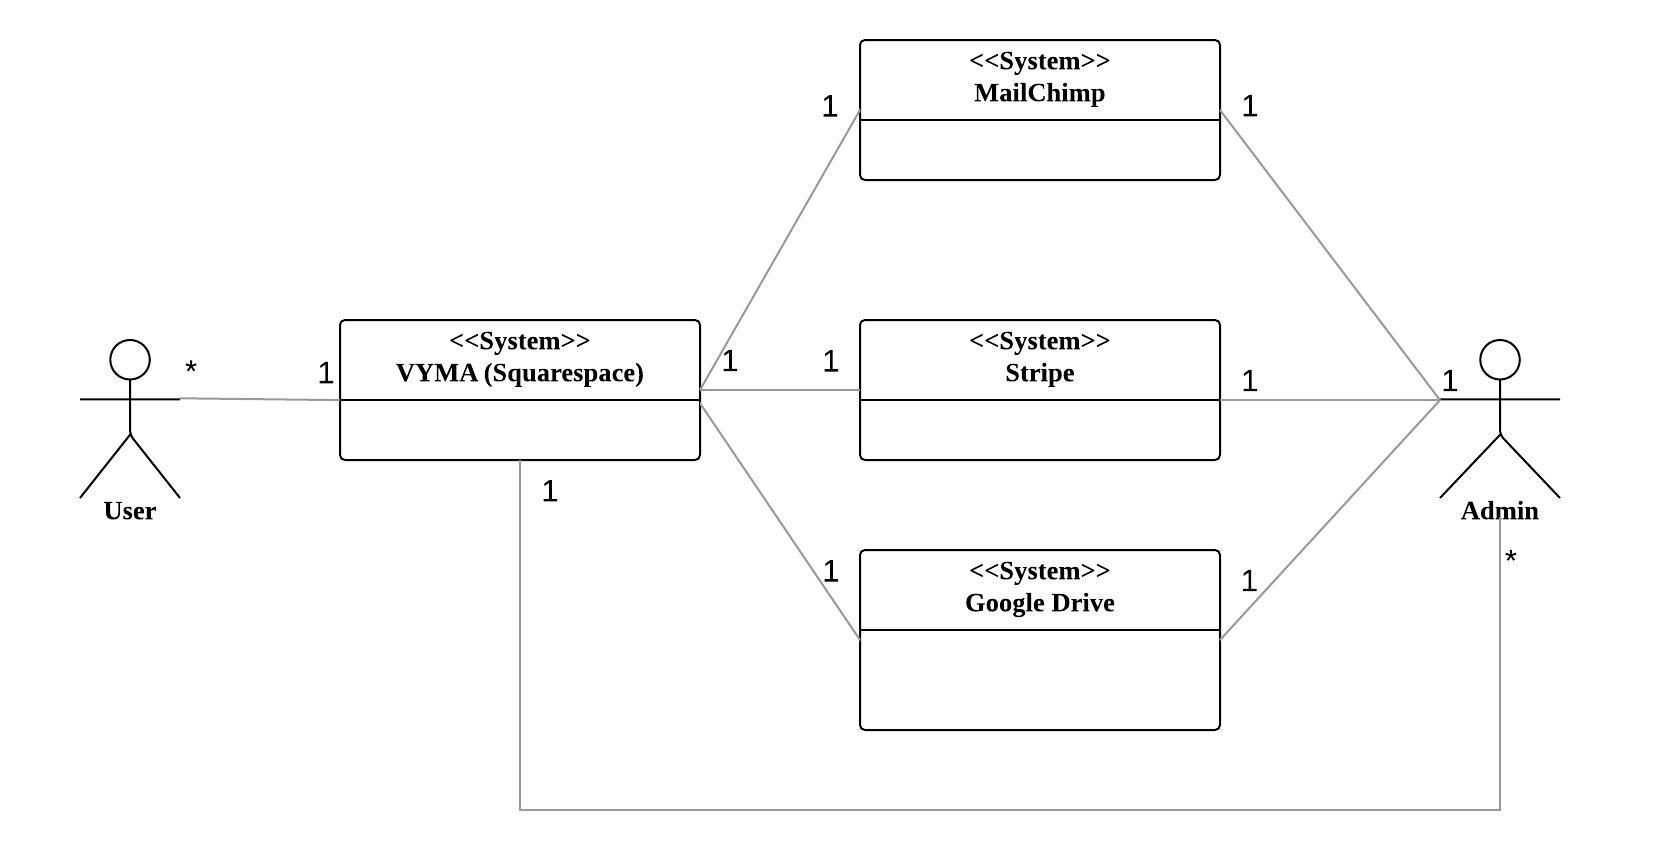 <<System>>
MailChimp
1
1
<<System>>
VYMA (Squarespace)
*
1
1
1
<<System>>
Stripe
1
1
User
1
Admin
*
<<System>>
Google Drive
1
1